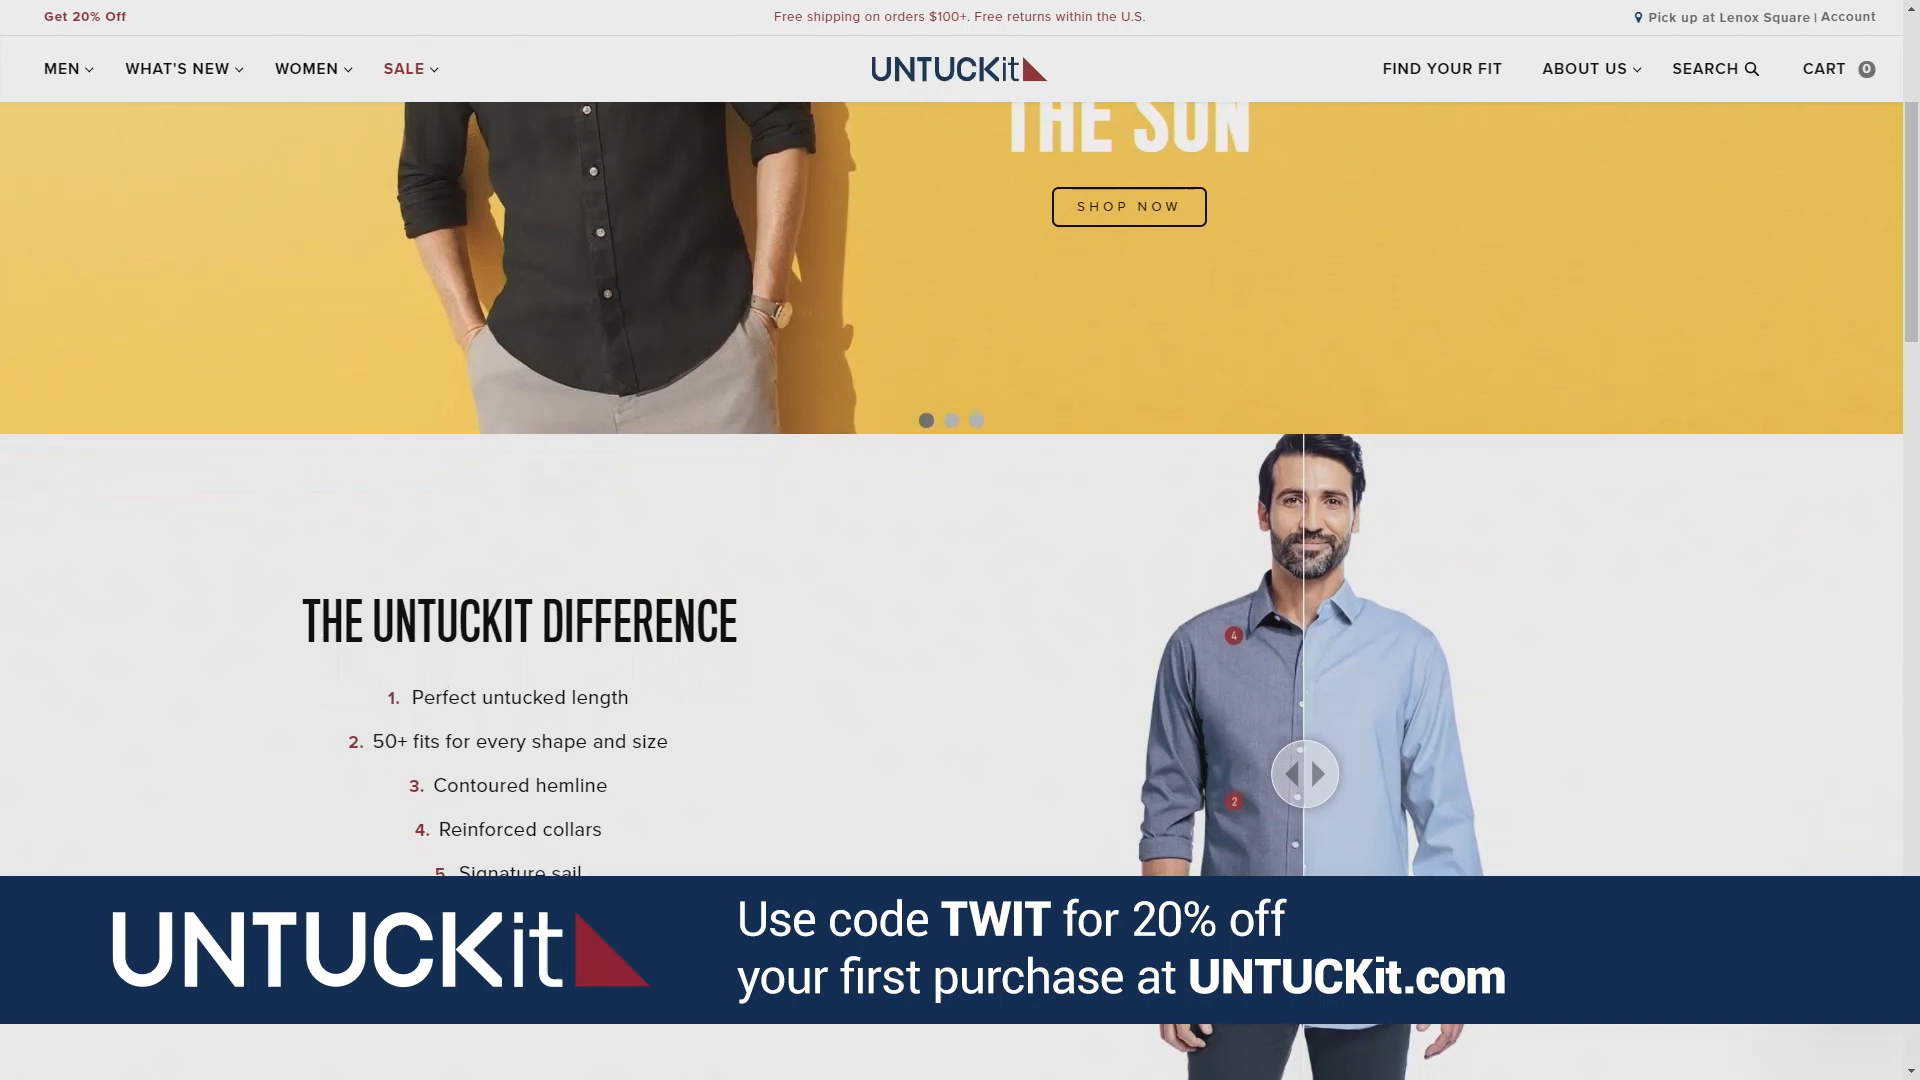 Get 20% Off
Free shipping on orders $100+. Free returns within the U.S.
Pick up at Lenox Square | Account
MEN
WHAT'S NEW
WOMEN
SALE
UNTUCKit
FIND YOUR FIT
ABOUT US
SEARCH
CART 0
THE SUN
SHOP NOW
THE UNTUCKIT DIFFERENCE
1. Perfect untucked length
2. 50+ fits for every shape and size
3. Contoured hemline
4. Reinforced collars
5. Signature sail
4
2
UNTUCKit
Use code TWIT for 20% off
your first purchase at UNTUCKit.com